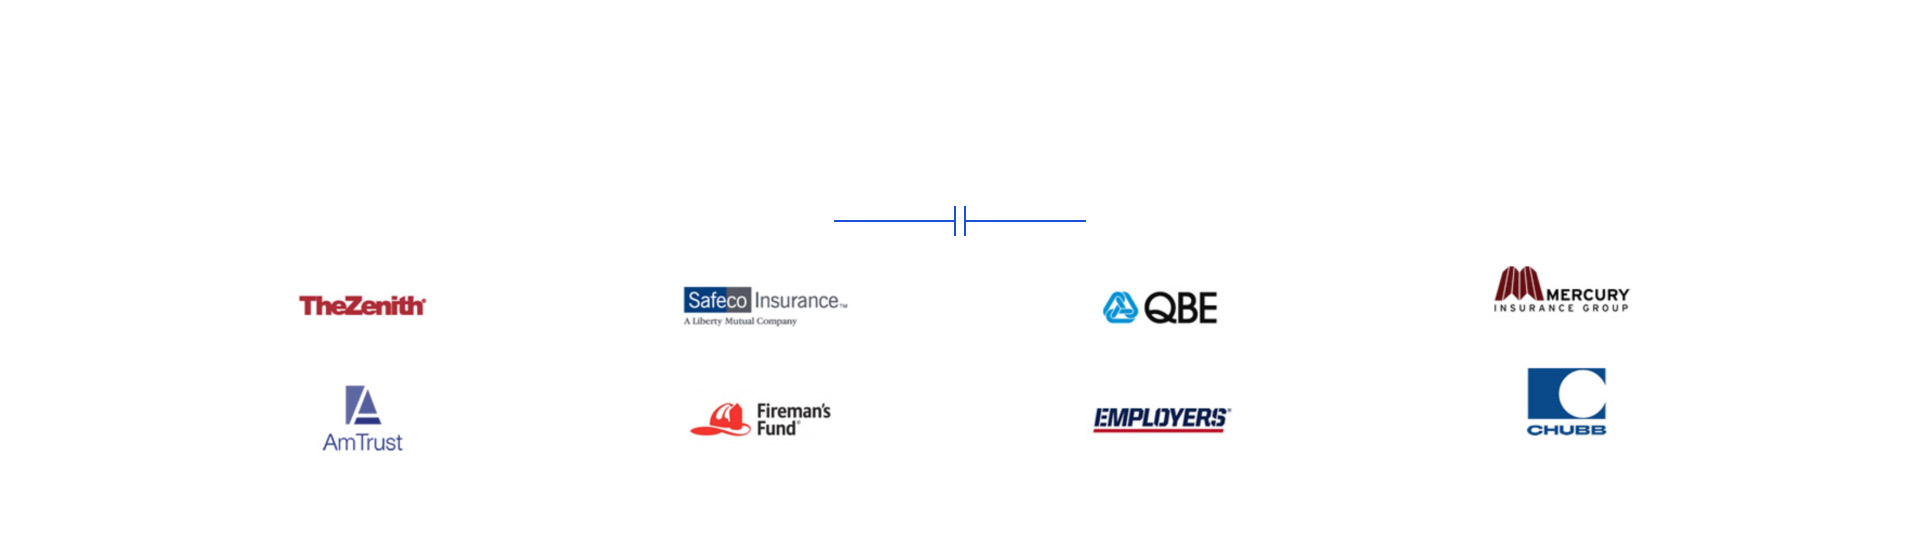 TheZenith®
Safeco Insurance™
A Liberty Mutual Company
QBE
MERCURY
INSURANCE GROUP
AmTrust
Fireman's
Fund®
EMPLOYERS®
CHUBB